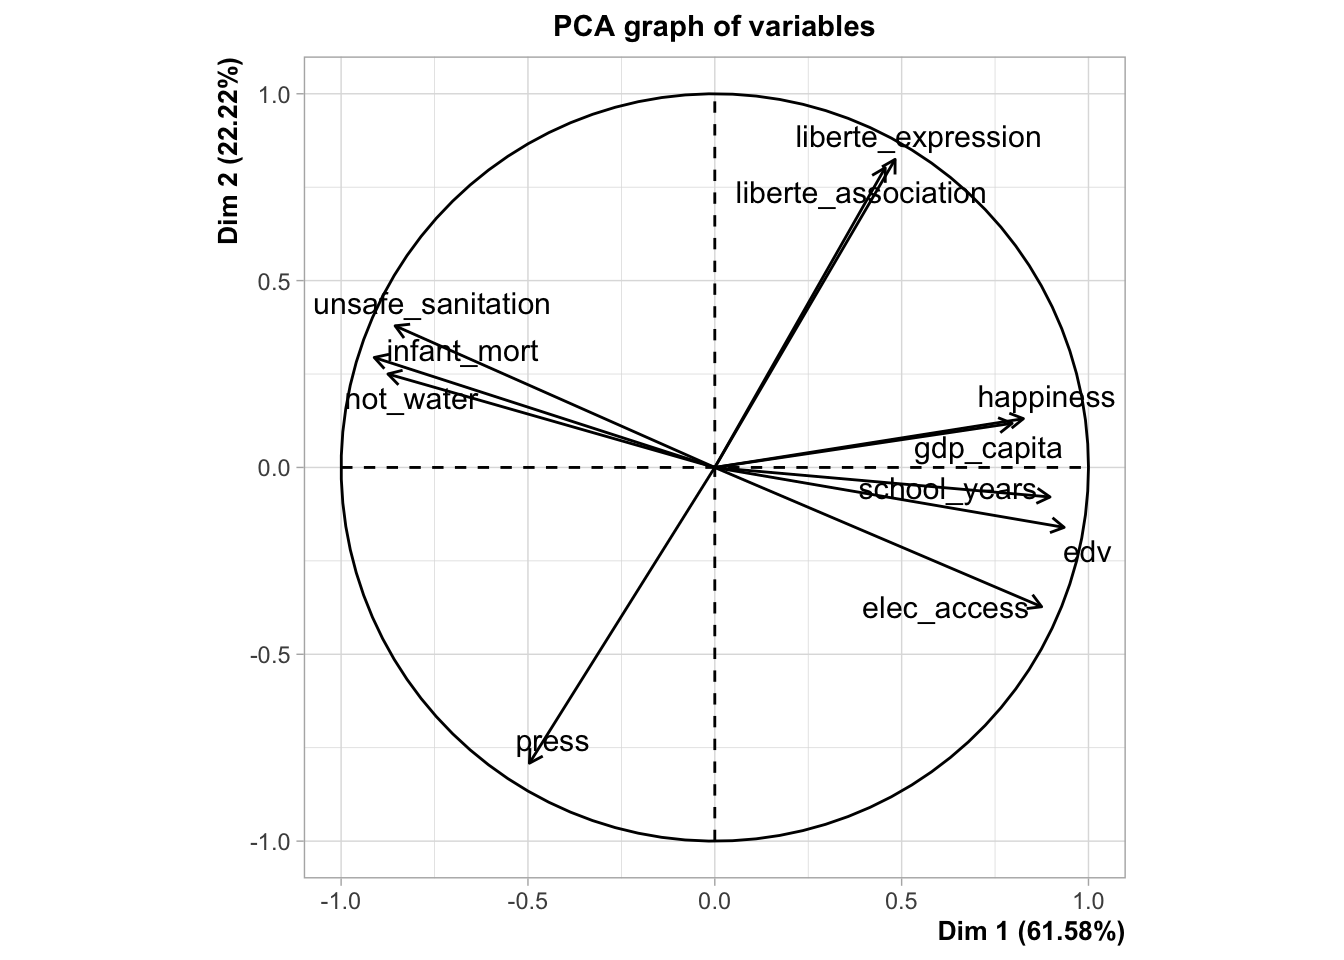 PCA graph of variables
Dim 2 (22.22%)
1.0
0.5
0.0
-0.5
-1.0
liberte_expression
liberte_association
unsafe_sanitation
infant_mort
not_water
happiness
gdp_capita
school_years
edv
elec_access
press
-1.0
-0.5
0.0
0.5
1.0
Dim 1 (61.58%)